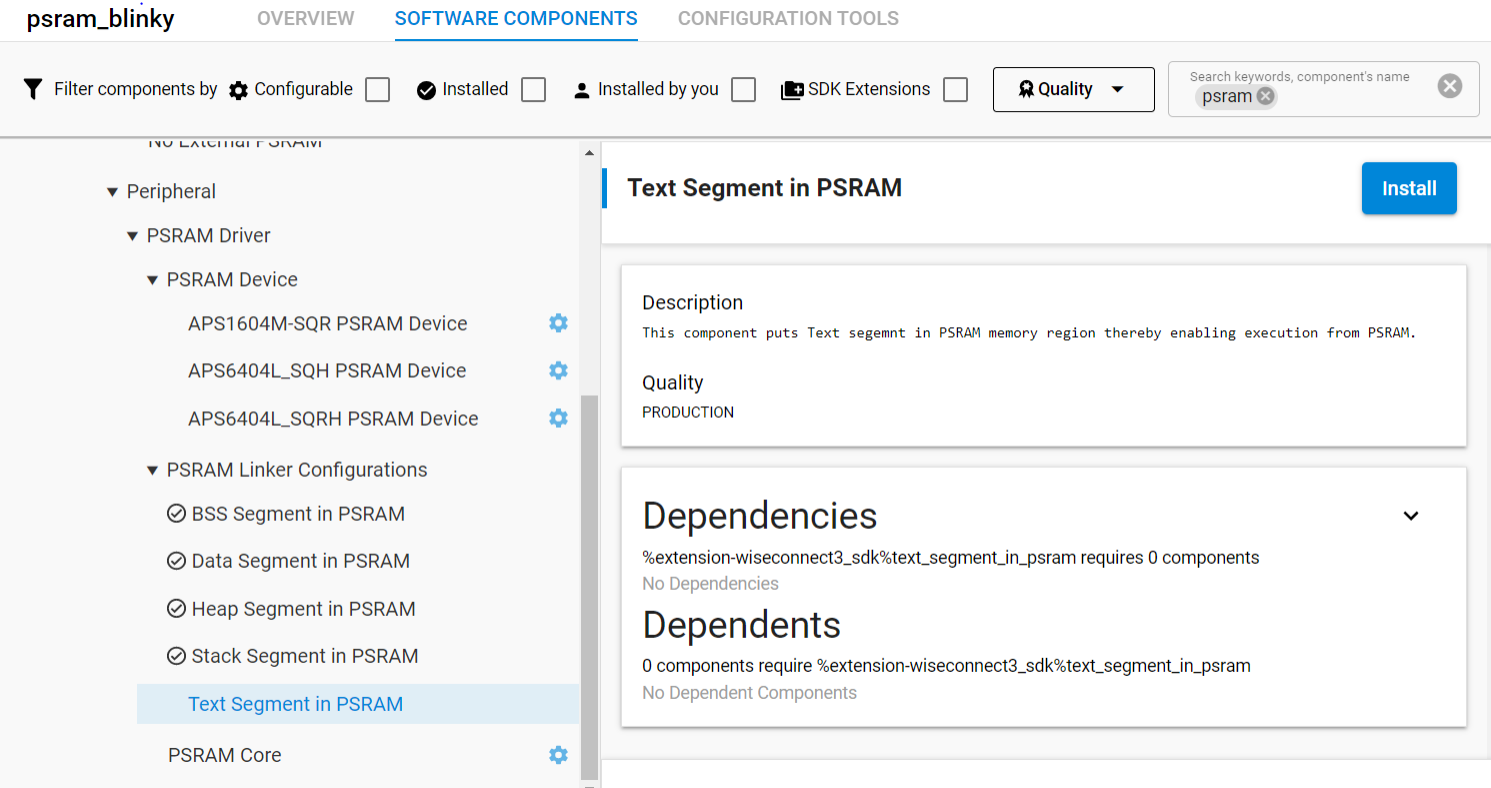 psram_blinky
OVERVIEW
SOFTWARE COMPONENTS
CONFIGURATION TOOLS
Filter components by
Configurable
Installed
Installed by you
SDK Extensions
Quality
Search keywords, component's name
psram
No External PSRAM
Peripheral
PSRAM Driver
PSRAM Device
APS1604M-SQR PSRAM Device
APS6404L_SQH PSRAM Device
APS6404L_SQRH PSRAM Device
PSRAM Linker Configurations
BSS Segment in PSRAM
Data Segment in PSRAM
Heap Segment in PSRAM
Stack Segment in PSRAM
Text Segment in PSRAM
PSRAM Core
Text Segment in PSRAM
Install
Description
This component puts Text segemnt in PSRAM memory region thereby enabling execution from PSRAM.
Quality
PRODUCTION
Dependencies
%extension-wiseconnect3_sdk%text_segment_in_psram requires 0 components
No Dependencies
Dependents
0 components require %extension-wiseconnect3_sdk%text_segment_in_psram
No Dependent Components